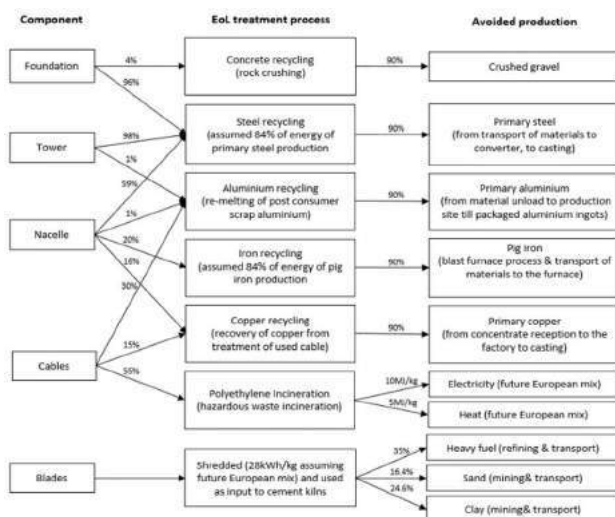 Component
EoL treatment process
Avoided production
Foundation
4%
Concrete recycling
(rock crushing)
90%
Crushed gravel
96%
Tower
98%
Steel recycling
(assumed 84% of energy of
primary steel production
90%
Primary steel
(from transport of materials to
converter, to casting)
1%
59%
Aluminium recycling
(re-melting of post consumer
scrap aluminium)
90%
Primary aluminium
(from material unload to production
site till packaged aluminium ingots)
Nacelle
1%
20%
16%
30%
Iron recycling
(assumed 84% of energy of pig
iron production
90%
Pig iron
(blast furnace process & transport of
materials to the furnace)
Copper recycling
(recovery of copper from
treatment of used cable)
90%
Primary copper
(from concentrate reception to the
factory to casting)
Cables
15%
55%
Polyethylene Incineration
(hazardous waste incineration)
10MJ/kg
Electricity (future European mix)
5MJ/kg
Heat (future European mix)
Blades
Shredded (28kWh/kg assuming
future European mix) and used
as input to cement kilns
35%
Heavy fuel (refining & transport)
16.4%
Sand (mining& transport)
24.6%
Clay (mining& transport)